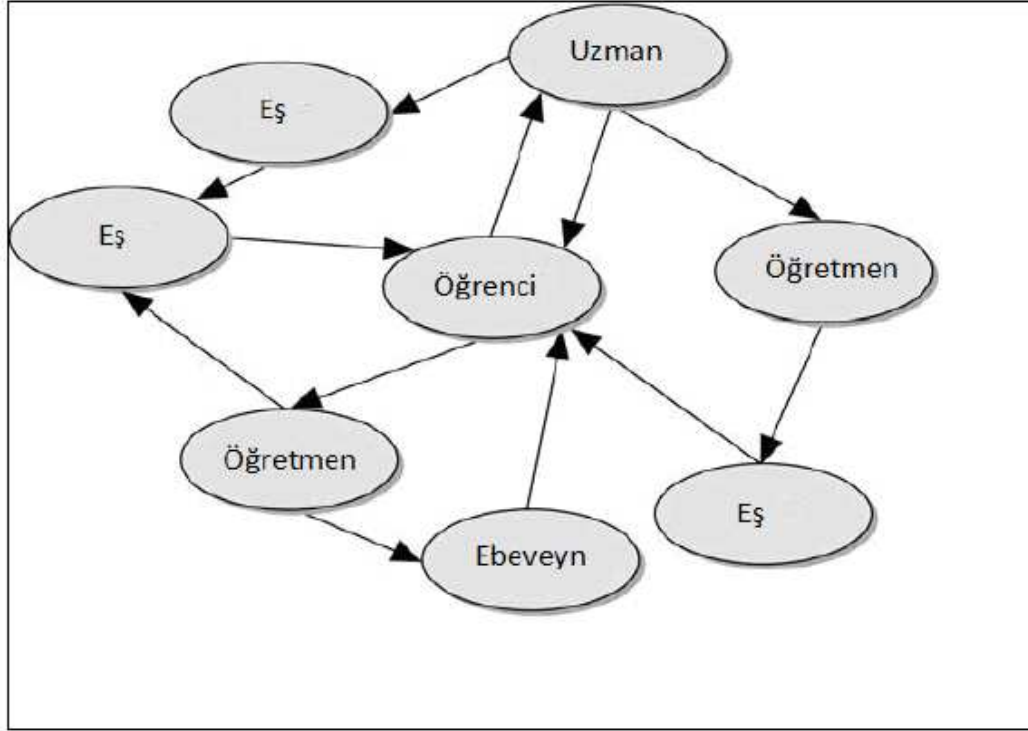 Uzman
Eş
Eş
Öğrenci
Öğretmen
Öğretmen
Eş
Ebeveyn